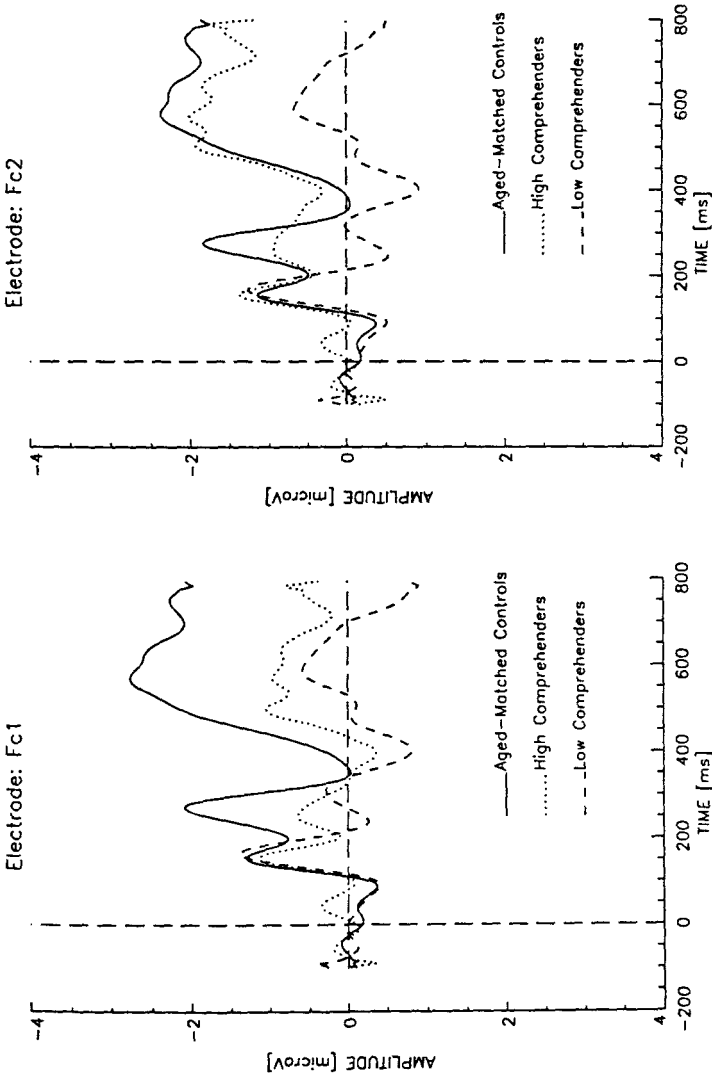 Electrode: Fc1
-4
-2
0
2
4
AMPLITUDE [microV]
-200
0
200
400
600
800
TIME [ms]
Aged-Matched Controls
High Comprehenders
Low Comprehenders
Electrode: Fc2
-4
-2
0
2
4
AMPLITUDE [microV]
-200
0
200
400
600
800
TIME [ms]
Aged-Matched Controls
High Comprehenders
Low Comprehenders